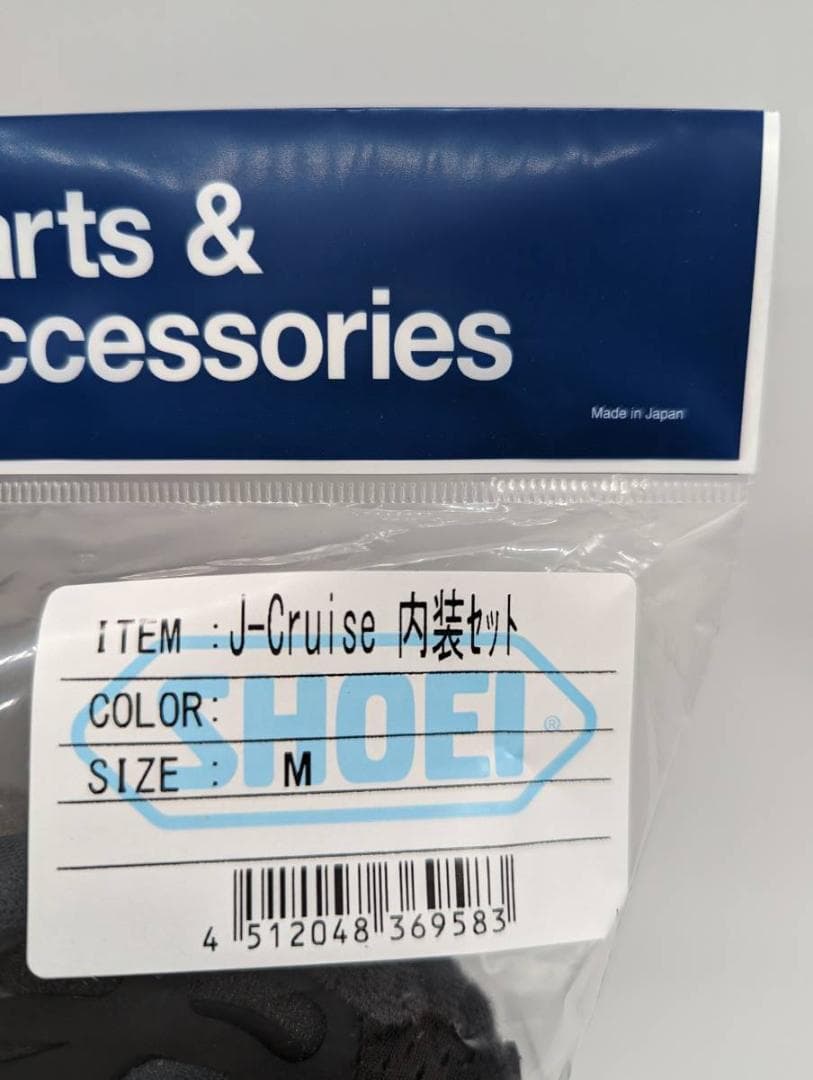 arts &
ccessories
Made in Japan
ITEM : J-Cruise 内装ｾｯﾄ
COLOR:
SHOEI®
SIZE : M
4 512048 369583